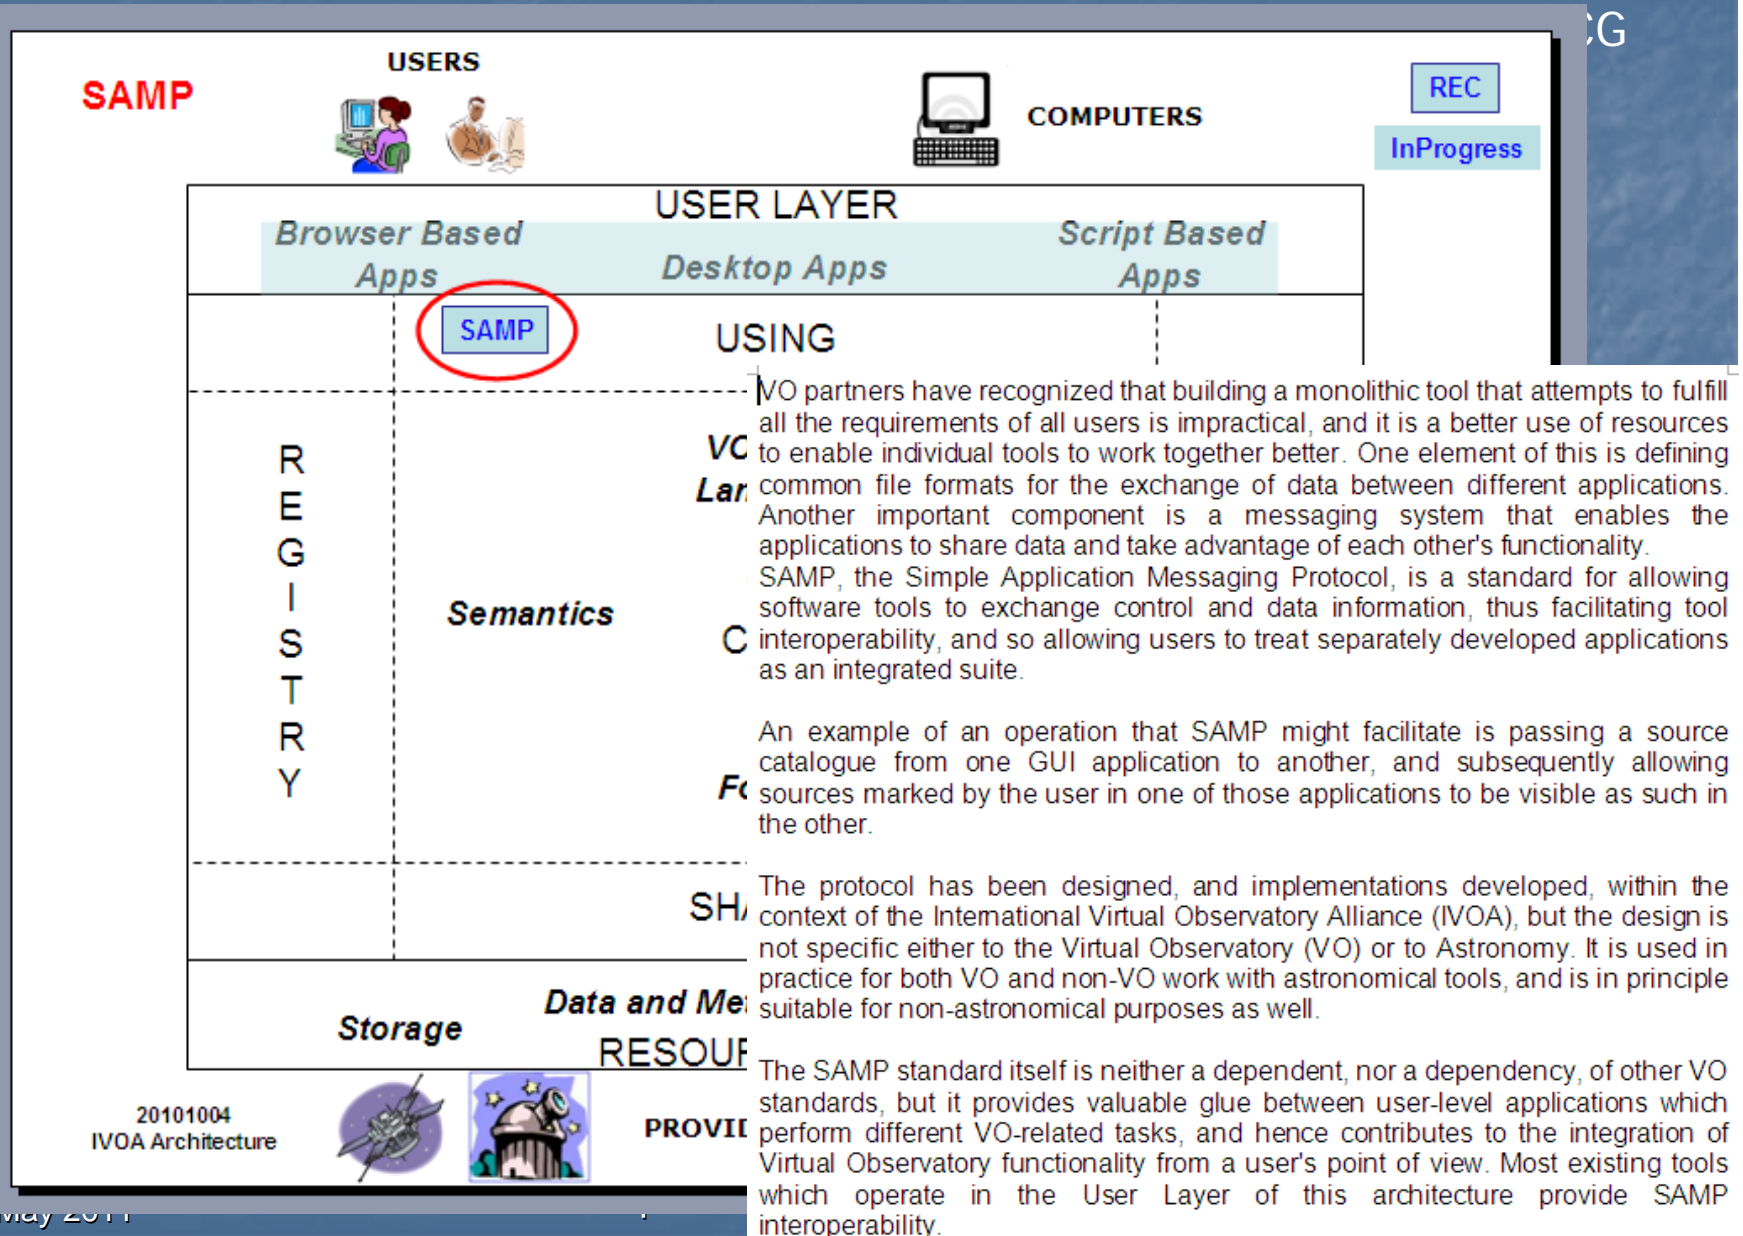 CG
USERS
SAMP
COMPUTERS
REC
InProgress
USER LAYER
Browser Based
Apps
Desktop Apps
Script Based
Apps
SAMP
USING
R
E
G
I
S
T
R
Y
Semantics
VO
Lan
C
Fo
SHA
Storage
Data and Met
RESOUR
20101004
IVOA Architecture
PROVID
May 2011
VO partners have recognized that building a monolithic tool that attempts to fulfill
all the requirements of all users is impractical, and it is a better use of resources
to enable individual tools to work together better. One element of this is defining
common file formats for the exchange of data between different applications.
Another important component is a messaging system that enables the
applications to share data and take advantage of each other's functionality.
SAMP, the Simple Application Messaging Protocol, is a standard for allowing
software tools to exchange control and data information, thus facilitating tool
interoperability, and so allowing users to treat separately developed applications
as an integrated suite.
An example of an operation that SAMP might facilitate is passing a source
catalogue from one GUI application to another, and subsequently allowing
sources marked by the user in one of those applications to be visible as such in
the other.
The protocol has been designed, and implementations developed, within the
context of the International Virtual Observatory Alliance (IVOA), but the design is
not specific either to the Virtual Observatory (VO) or to Astronomy. It is used in
practice for both VO and non-VO work with astronomical tools, and is in principle
suitable for non-astronomical purposes as well.
The SAMP standard itself is neither a dependent, nor a dependency, of other VO
standards, but it provides valuable glue between user-level applications which
perform different VO-related tasks, and hence contributes to the integration of
Virtual Observatory functionality from a user's point of view. Most existing tools
which operate in the User Layer of this architecture provide SAMP
interoperability.